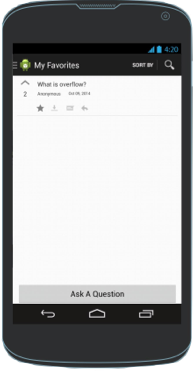 4:20
My Favorites SORT BY
What is overflow?
2 Anonymous Oct 09, 2014
Ask A Question